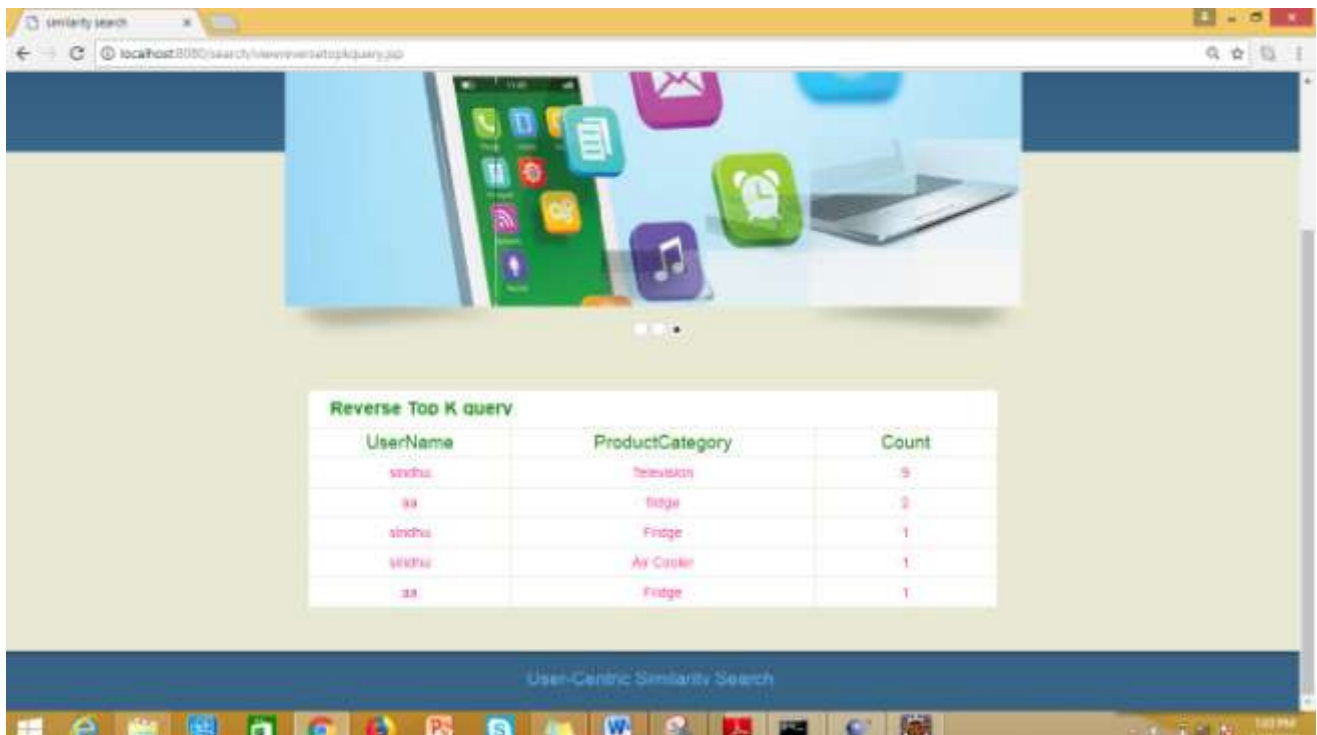 similarity search
localhost:8080/search/viewreversetopkquery.jsp
Reverse Top K query
UserName ProductCategory Count
sindhu Television 9
aa fridge 2
sindhu Fridge 1
sindhu Air Cooler 1
aa Fridge 1
User-Centric Similarity Search